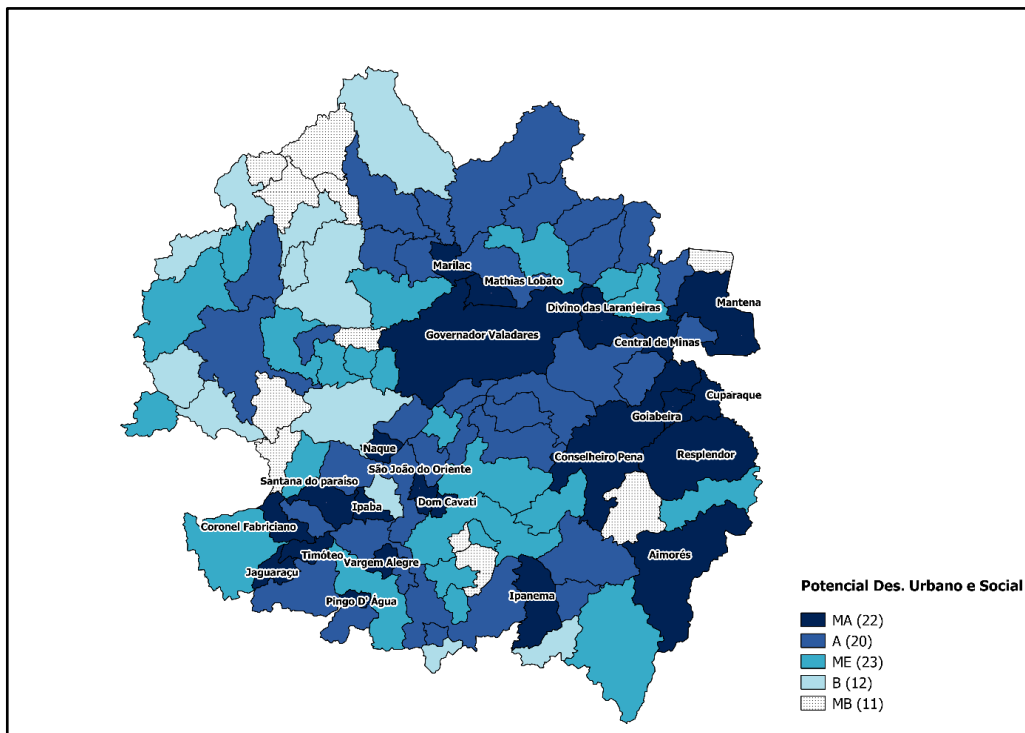 Marilac
Mathias Lobato
Mantena
Divino das Laranjeiras
Governador Valadares
Central de Minas
Cuparaque
Goiabeira
Naque
Conselheiro Pena
Resplendor
São João do Oriente
Santana do paraíso
Dom Cavati
Ipaba
Coronel Fabriciano
Timóteo
Aimorés
Vargem Alegre
Jaguaraçu
Potencial Des. Urbano e Social
Ipanema
Pingo D' Água
MA (22)
A (20)
ME (23)
B (12)
MB (11)